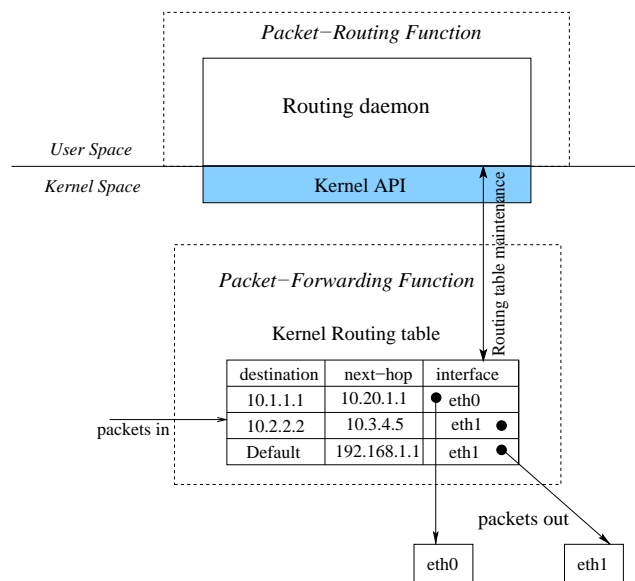 Packet−Routing Function
Routing daemon
User Space
Kernel Space
Kernel API
Routing table maintenance
Packet−Forwarding Function
Kernel Routing table
destination next−hop interface
10.1.1.1 10.20.1.1 eth0
packets in
10.2.2.2 10.3.4.5 eth1
Default 192.168.1.1 eth1
packets out
eth0 eth1